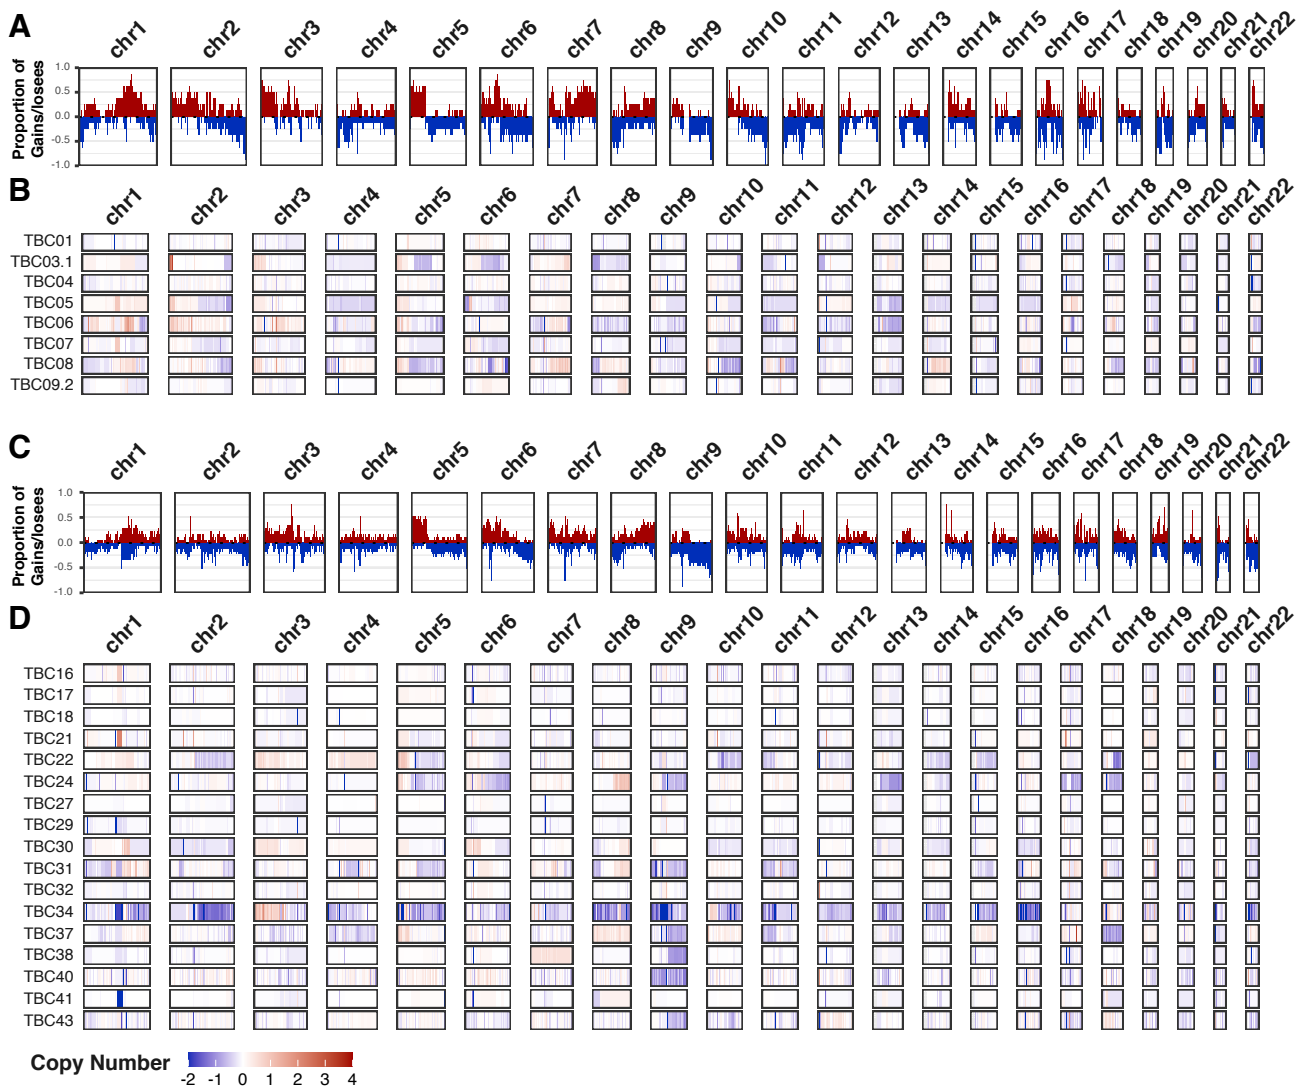 A
chr1 chr2 chr3 chr4 chr5 chr6 chr7 chr8 chr9 chr10 chr11 chr12 chr13 chr14 chr15 chr16 chr17 chr18 chr19 chr20 chr21 chr22
Proportion of
Gains/losees
1.0
0.5
0.0
-0.5
-1.0
B
chr1 chr2 chr3 chr4 chr5 chr6 chr7 chr8 chr9 chr10 chr11 chr12 chr13 chr14 chr15 chr16 chr17 chr18 chr19 chr20 chr21 chr22
TBC01
TBC03.1
TBC04
TBC05
TBC06
TBC07
TBC08
TBC09.2
C
chr1 chr2 chr3 chr4 chr5 chr6 chr7 chr8 chr9 chr10 chr11 chr12 chr13 chr14 chr15 chr16 chr17 chr18 chr19 chr20 chr21 chr22
Proportion of
Gains/losees
1.0
0.5
0.0
-0.5
-1.0
D
chr1 chr2 chr3 chr4 chr5 chr6 chr7 chr8 chr9 chr10 chr11 chr12 chr13 chr14 chr15 chr16 chr17 chr18 chr19 chr20 chr21 chr22
TBC16
TBC17
TBC18
TBC21
TBC22
TBC24
TBC27
TBC29
TBC30
TBC31
TBC32
TBC34
TBC37
TBC38
TBC40
TBC41
TBC43
Copy Number
-2 -1 0 1 2 3 4